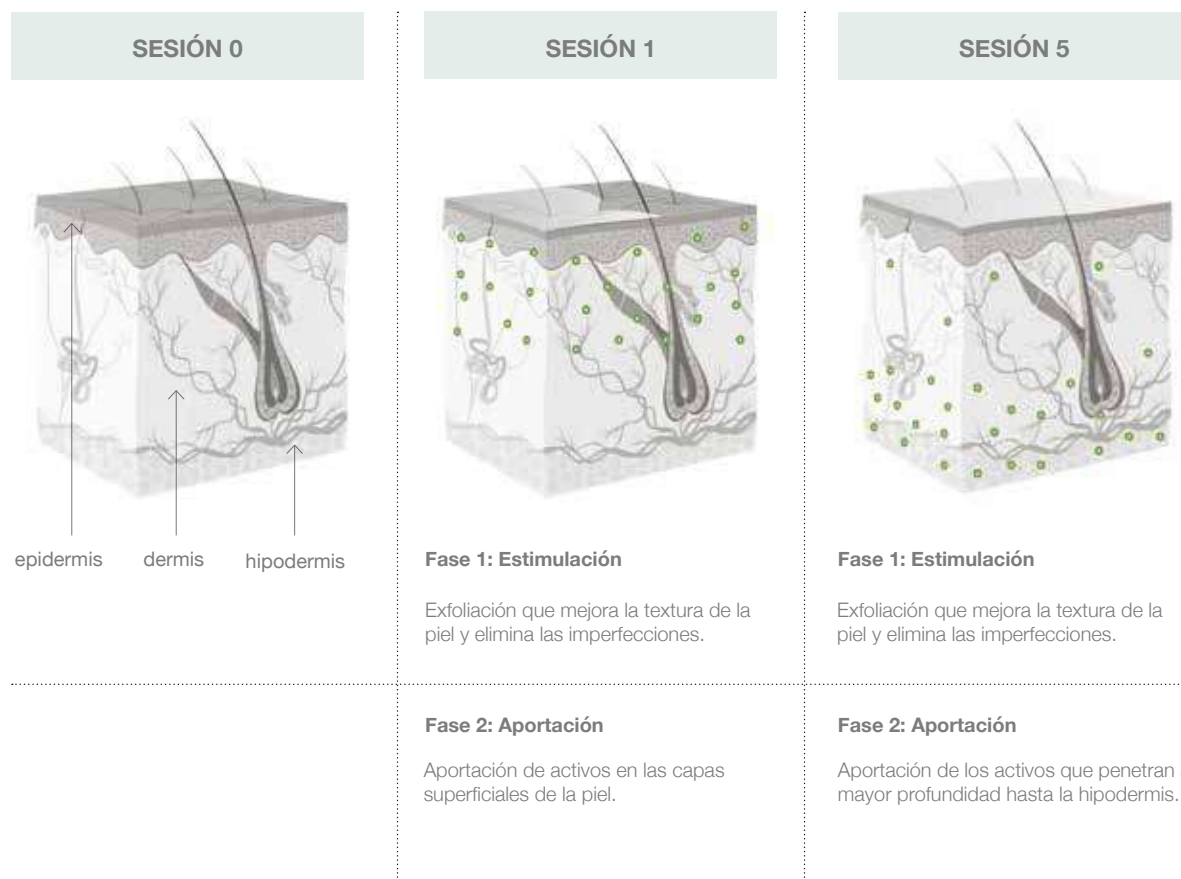 SESIÓN 0
SESIÓN 1
SESIÓN 5
epidermis
dermis
hipodermis
Fase 1: Estimulación
Exfoliación que mejora la textura de la
piel y elimina las imperfecciones.
Fase 1: Estimulación
Exfoliación que mejora la textura de la
piel y elimina las imperfecciones.
Fase 2: Aportación
Aportación de activos en las capas
superficiales de la piel.
Fase 2: Aportación
Aportación de los activos que penetran
mayor profundidad hasta la hipodermis.